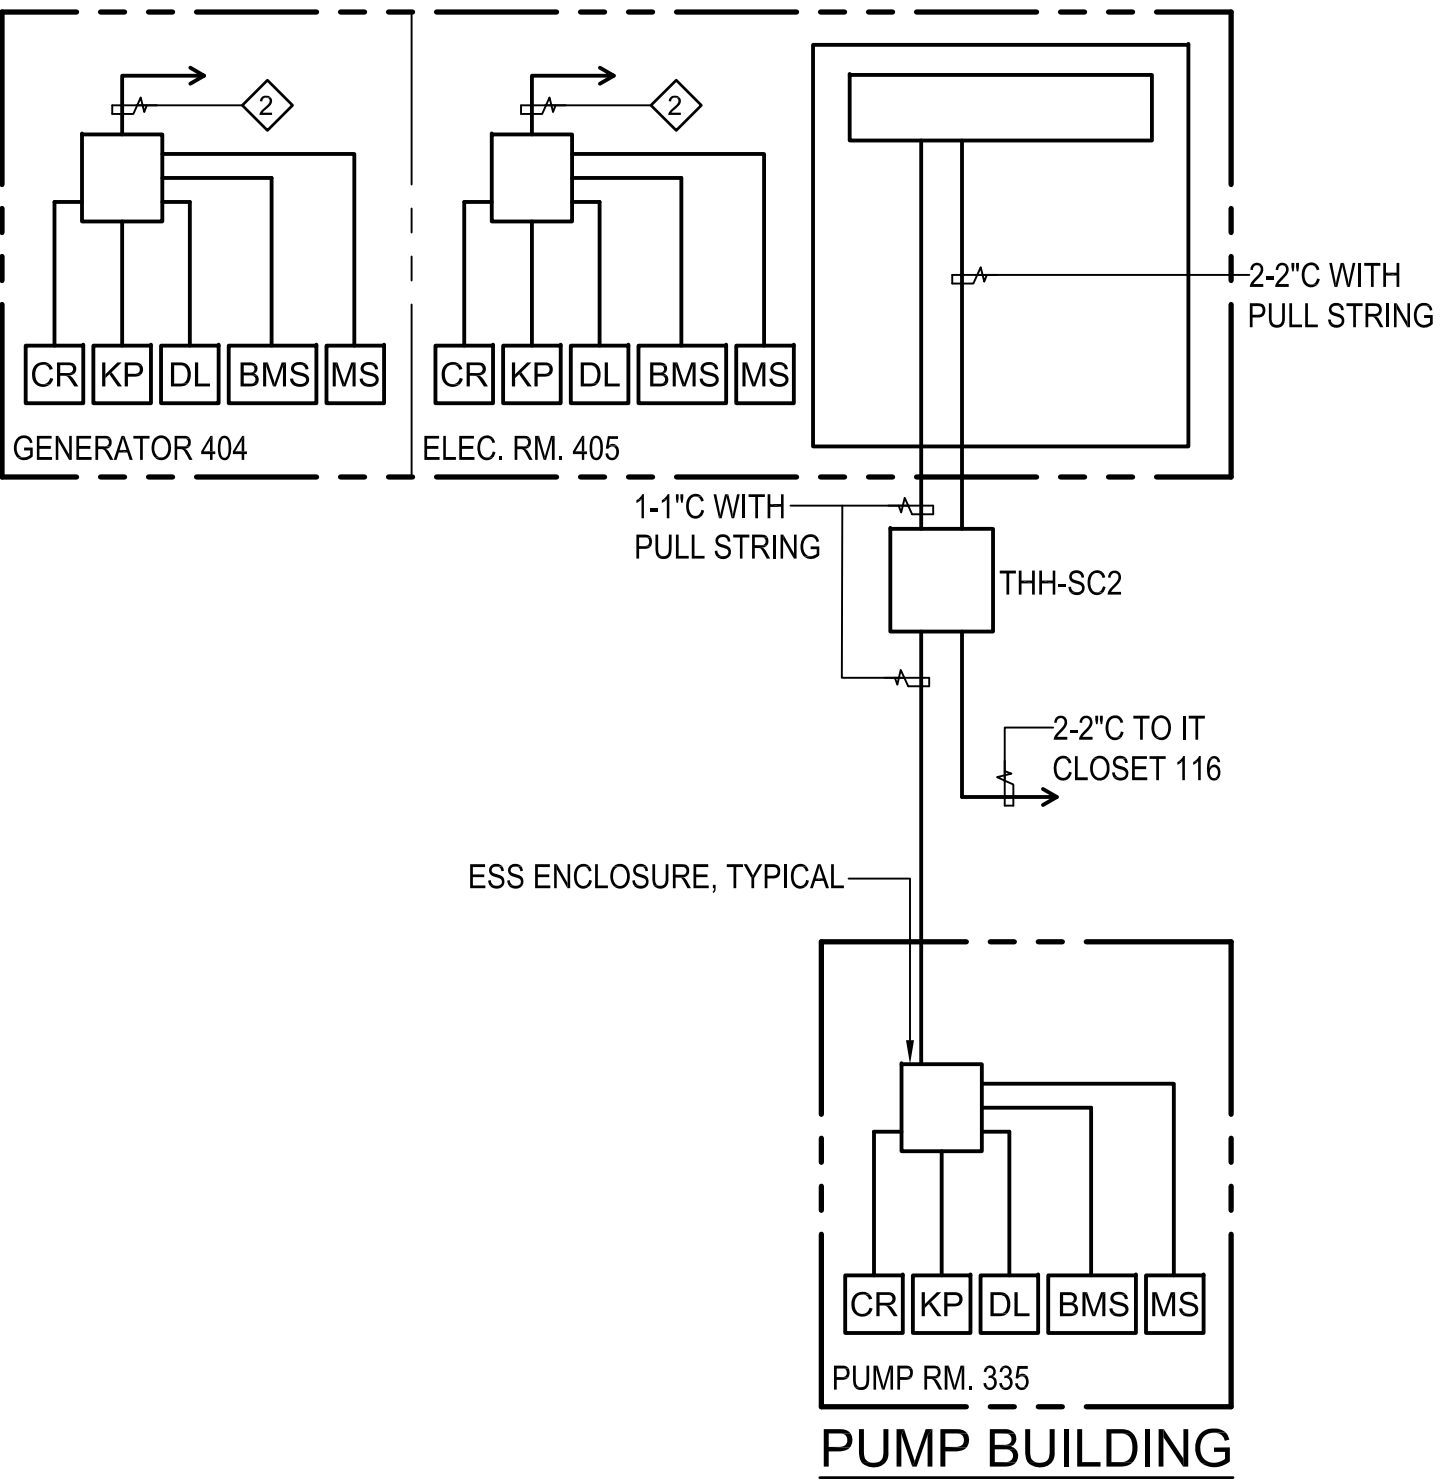 2
2
2-2"C WITH
PULL STRING
CR KP DL BMS MS
CR KP DL BMS MS
GENERATOR 404
ELEC. RM. 405
1-1"C WITH
PULL STRING
THH-SC2
2-2"C TO IT
CLOSET 116
ESS ENCLOSURE, TYPICAL
CR KP DL BMS MS
PUMP RM. 335
PUMP BUILDING